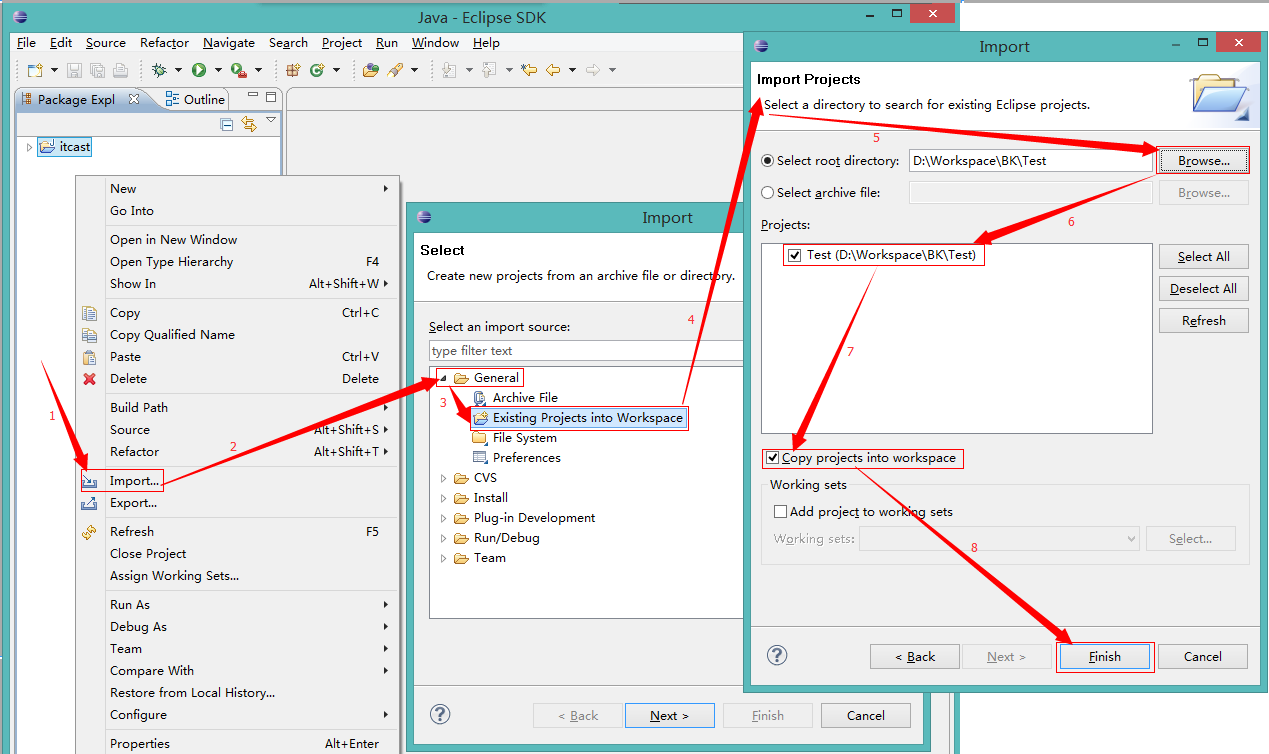 Java - Eclipse SDK
File Edit Source Refactor Navigate Search Project Run Window Help
Package Expl Outline
itcast
New
Go Into
Open in New Window
Open Type Hierarchy F4
Show In Alt+Shift+W
Copy Ctrl+C
Copy Qualified Name
Paste Ctrl+V
Delete Delete
Build Path
Source Alt+Shift+S
Refactor Alt+Shift+T
1
Import...
Export...
Refresh F5
Close Project
Assign Working Sets...
Run As
Debug As
Team
Compare With
Restore from Local History...
Configure
Properties Alt+Enter
2
Import
Select
Create new projects from an archive file or directory.
Select an import source:
type filter text
General
3
Archive File
Existing Projects into Workspace
File System
Preferences
CVS
Install
Plug-in Development
Run/Debug
Team
< Back Next > Finish Cancel
4
Import
Import Projects
Select a directory to search for existing Eclipse projects.
5
Select root directory: D:\Workspace\BK\Test Browse...
Select archive file: Browse...
6
Projects:
Test (D:\Workspace\BK\Test)
Select All
Deselect All
Refresh
7
Copy projects into workspace
Working sets
Add project to working sets
Working sets: Select...
8
< Back Next > Finish Cancel